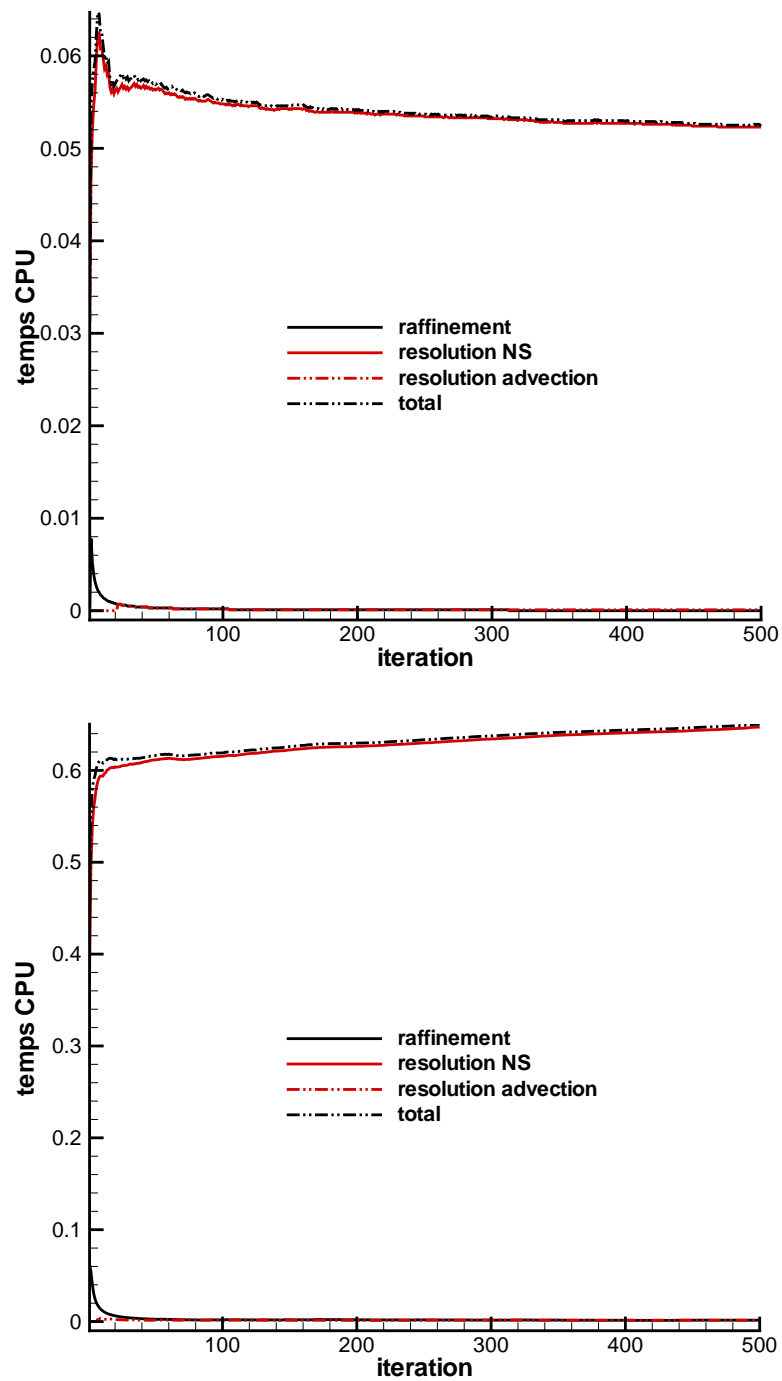 0.06
0.05
0.04
0.03
0.02
0.01
0
temps CPU
raffinement
resolution NS
resolution advection
total
100 200 300 400 500
iteration
0.6
0.5
0.4
0.3
0.2
0.1
0
temps CPU
raffinement
resolution NS
resolution advection
total
100 200 300 400 500
iteration